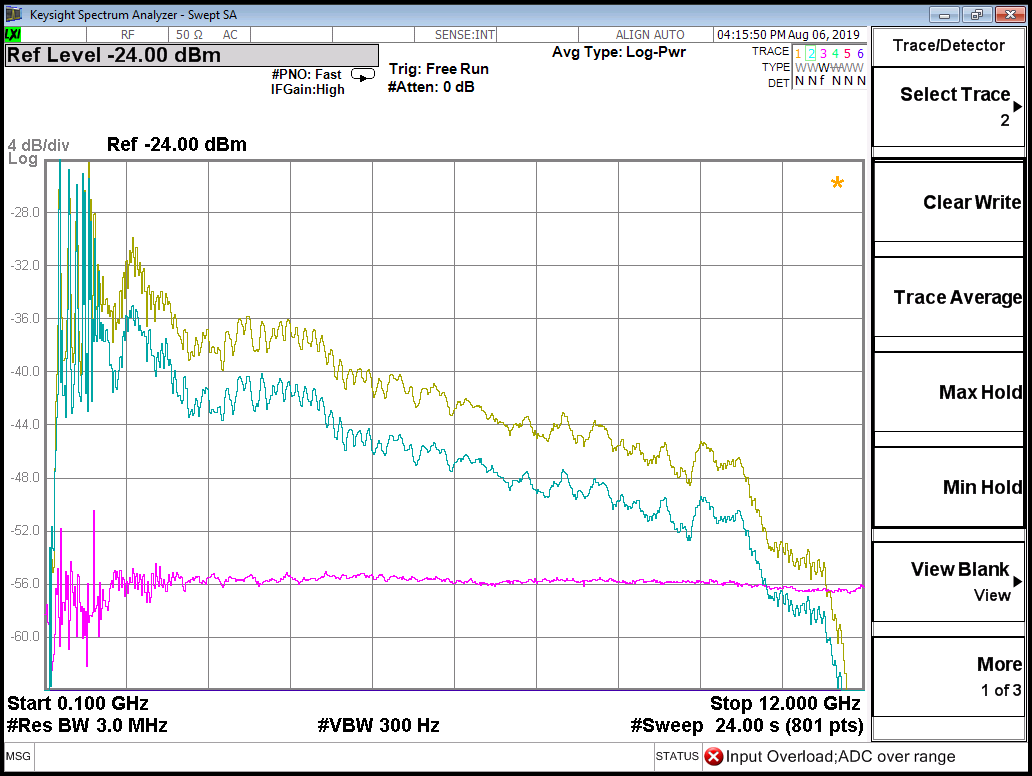 Keysight Spectrum Analyzer - Swept SA
LXI
RF
50 Ω
AC
SENSE:INT
ALIGN AUTO
04:15:50 PM Aug 06, 2019
Ref Level -24.00 dBm
#PNO: Fast
IFGain:High
Trig: Free Run
#Atten: 0 dB
Avg Type: Log-Pwr
TRACE 1 2 3 4 5 6
TYPE WWWWWW
DET N N f N N N
4 dB/div
Log
Ref -24.00 dBm
-28.0
-32.0
-36.0
-40.0
-44.0
-48.0
-52.0
-56.0
-60.0
*
Start 0.100 GHz
Stop 12.000 GHz
#Res BW 3.0 MHz
#VBW 300 Hz
#Sweep 24.00 s (801 pts)
Trace/Detector
Select Trace
2
Clear Write
Trace Average
Max Hold
Min Hold
View Blank
View
More
1 of 3
MSG
STATUS
Input Overload;ADC over range